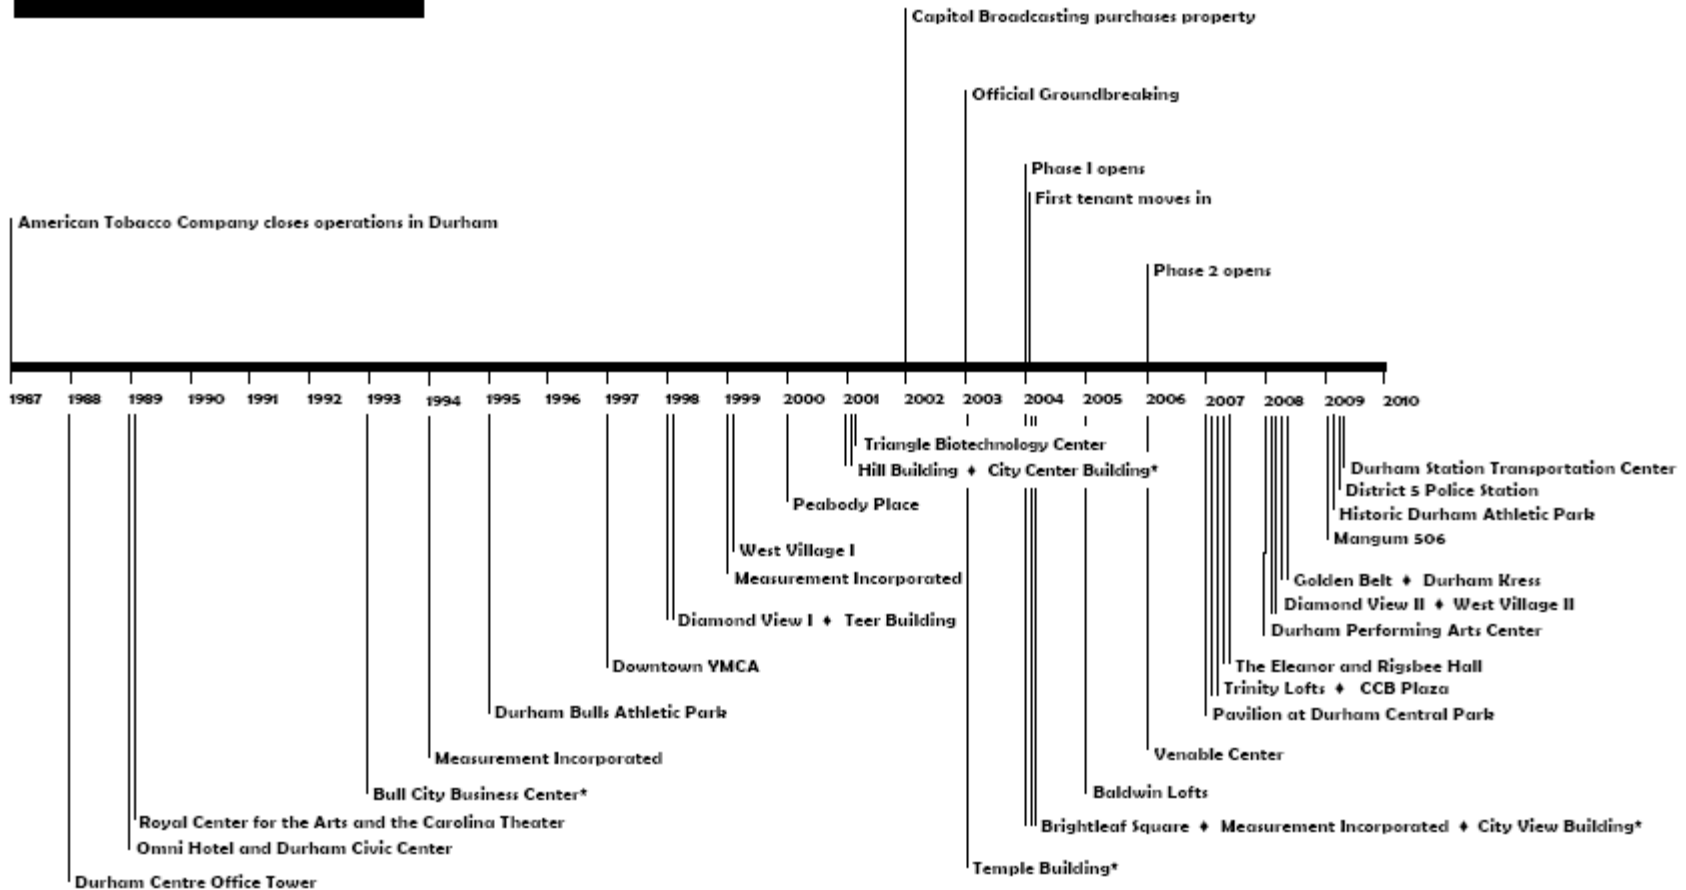 Capitol Broadcasting purchases property
Official Groundbreaking
Phase I opens
First tenant moves in
American Tobacco Company closes operations in Durham
Phase 2 opens
1987 1988 1989 1990 1991 1992 1993 1994 1995 1996 1997 1998 1999 2000 2001 2002 2003 2004 2005 2006 2007 2008 2009 2010
Triangle Biotechnology Center
Hill Building ♦ City Center Building*
Durham Station Transportation Center
District 5 Police Station
Peabody Place
Historic Durham Athletic Park
Mangum 506
West Village I
Measurement Incorporated
Golden Belt ♦ Durham Kress
Diamond View II ♦ West Village II
Diamond View I ♦ Teer Building
Durham Performing Arts Center
Downtown YMCA
The Eleanor and Rigsbee Hall
Trinity Lofts ♦ CCB Plaza
Durham Bulls Athletic Park
Pavilion at Durham Central Park
Measurement Incorporated
Venable Center
Bull City Business Center*
Baldwin Lofts
Royal Center for the Arts and the Carolina Theater
Brightleaf Square ♦ Measurement Incorporated ♦ City View Building*
Omni Hotel and Durham Civic Center
Temple Building*
Durham Centre Office Tower